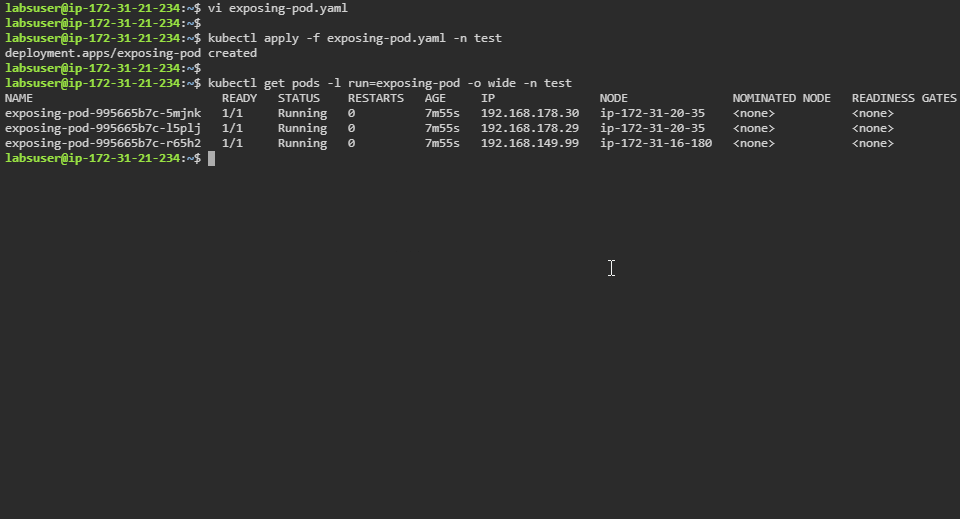 labsuser@ip-172-31-21-234:~$ vi exposing-pod.yaml
labsuser@ip-172-31-21-234:~$
labsuser@ip-172-31-21-234:~$ kubectl apply -f exposing-pod.yaml -n test
deployment.apps/exposing-pod created
labsuser@ip-172-31-21-234:~$
labsuser@ip-172-31-21-234:~$ kubectl get pods -l run=exposing-pod -o wide -n test
NAME READY STATUS RESTARTS AGE IP NODE NOMINATED NODE READINESS GATES
exposing-pod-995665b7c-5mjnk 1/1 Running 0 7m55s 192.168.178.30 ip-172-31-20-35 <none> <none>
exposing-pod-995665b7c-l5plj 1/1 Running 0 7m55s 192.168.178.29 ip-172-31-20-35 <none> <none>
exposing-pod-995665b7c-r65h2 1/1 Running 0 7m55s 192.168.149.99 ip-172-31-16-180 <none> <none>
labsuser@ip-172-31-21-234:~$